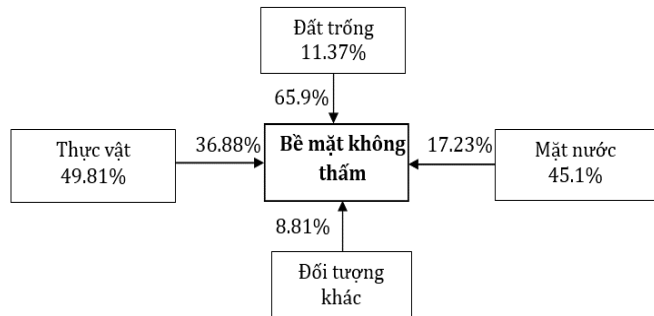 Đất trống
11.37%
65.9%
Thực vật
49.81%
36.88%
Bề mặt không
thấm
17.23%
Mặt nước
45.1%
8.81%
Đối tượng
khác